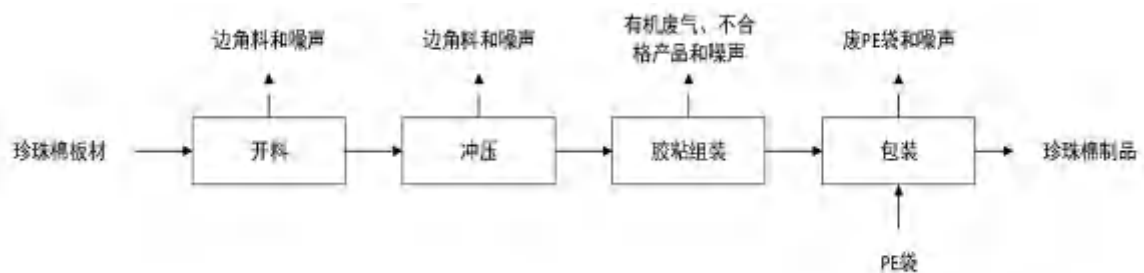 边角料和噪声
边角料和噪声
有机废气、不合
格产品和噪声
废PE袋和噪声
珍珠棉板材
开料
冲压
胶粘组装
包装
珍珠棉制品
PE袋